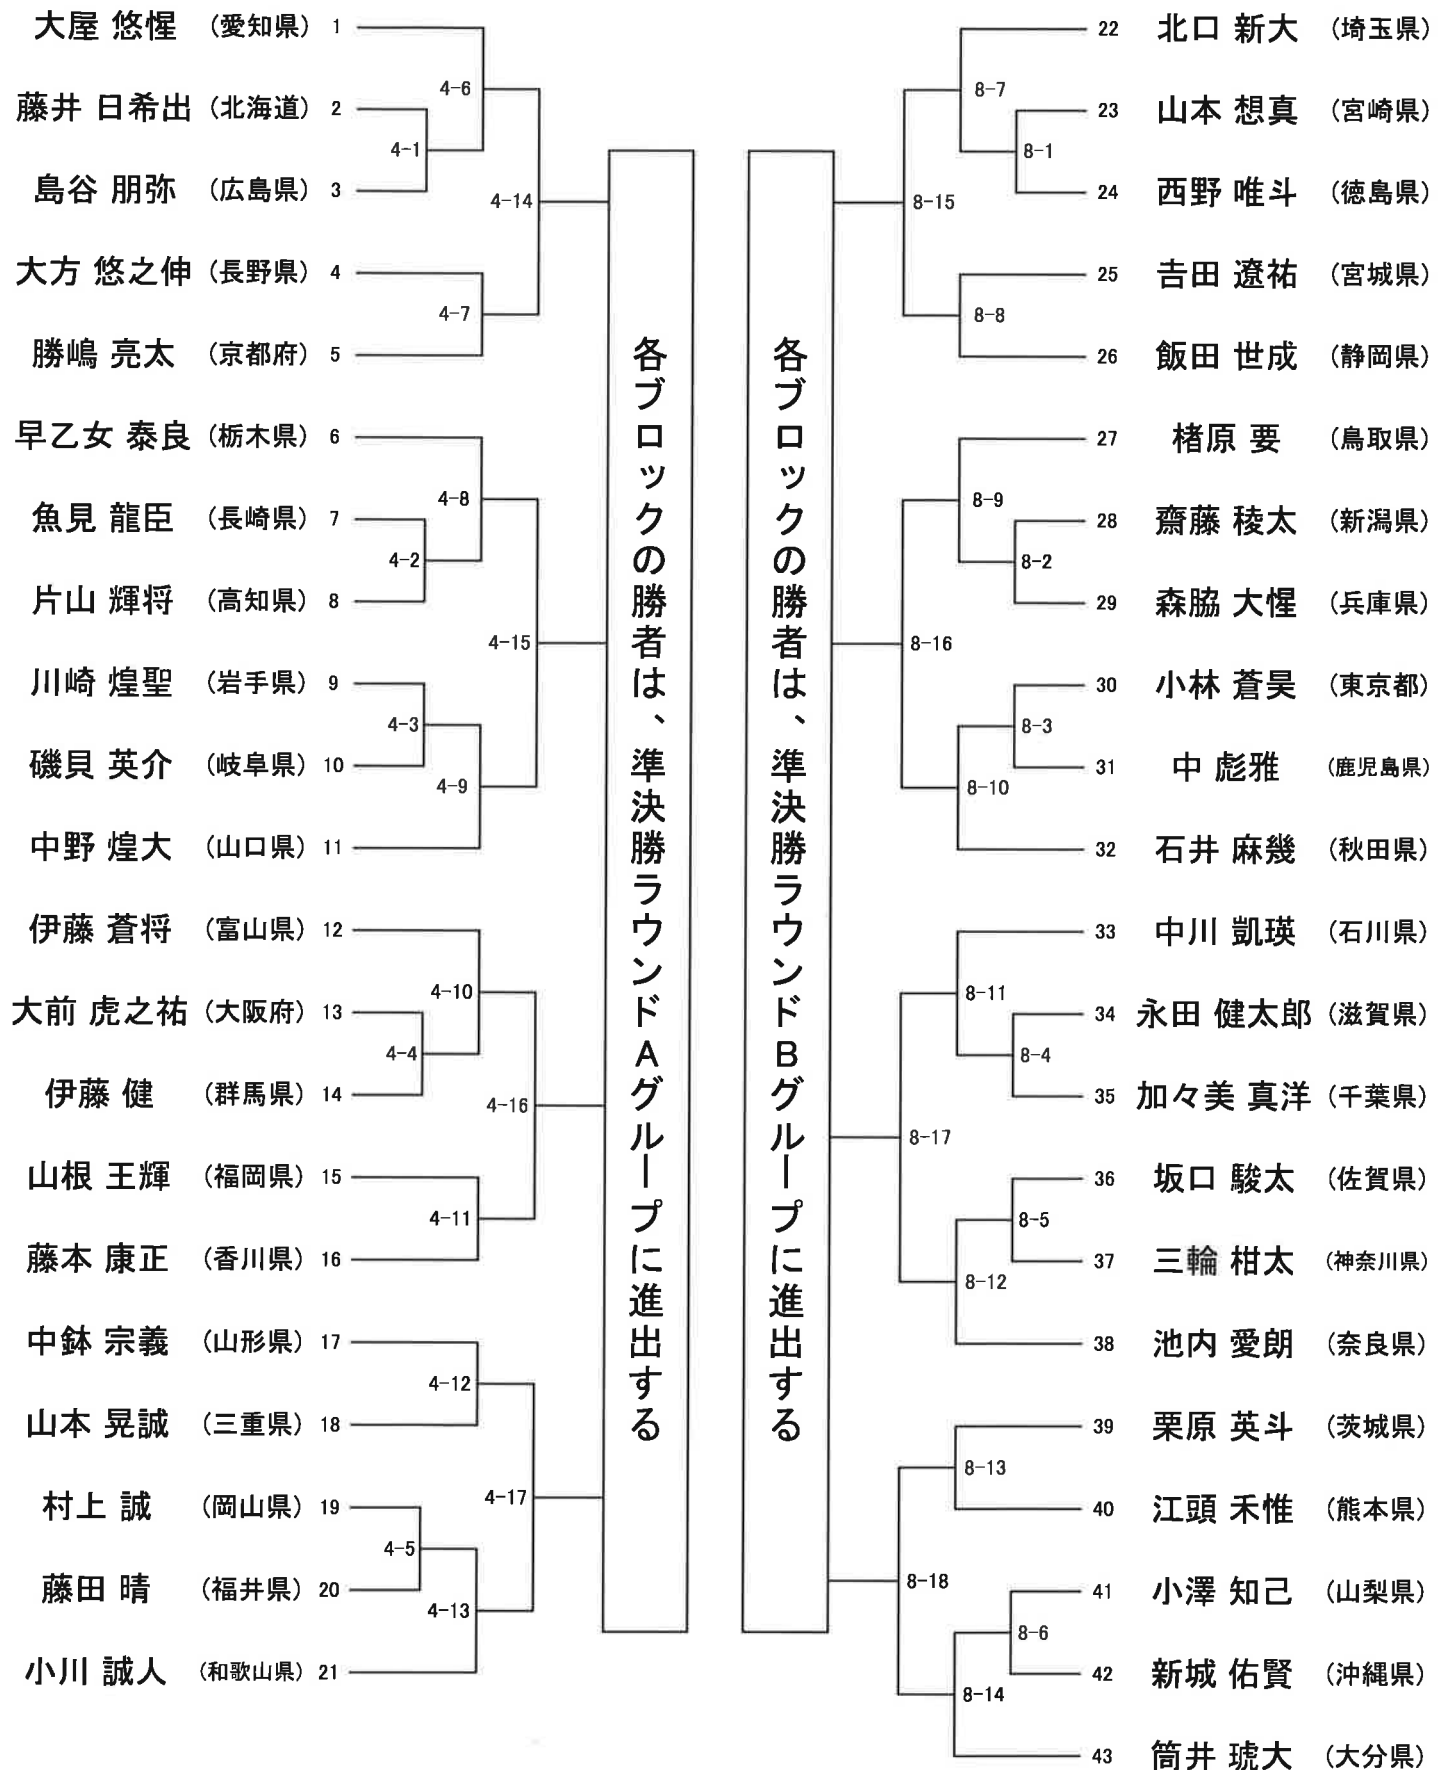 大屋 悠惺 (愛知県) 1
藤井 日希出 (北海道) 2
島谷 朋弥 (広島県) 3
大方 悠之伸 (長野県) 4
勝嶋 亮太 (京都府) 5
早乙女 泰良 (栃木県) 6
魚見 龍臣 (長崎県) 7
片山 輝将 (高知県) 8
川崎 煌聖 (岩手県) 9
磯貝 英介 (岐阜県) 10
中野 煌大 (山口県) 11
伊藤 蒼将 (富山県) 12
大前 虎之祐 (大阪府) 13
伊藤 健 (群馬県) 14
山根 王輝 (福岡県) 15
藤本 康正 (香川県) 16
中鉢 宗義 (山形県) 17
山本 晃誠 (三重県) 18
村上 誠 (岡山県) 19
藤田 晴 (福井県) 20
小川 誠人 (和歌山県) 21
4-1
4-2
4-3
4-4
4-5
4-6
4-7
4-8
4-9
4-10
4-11
4-12
4-13
4-14
4-15
4-16
4-17
各ブロックの勝者は、準決勝ラウンドAグループに進出する
各ブロックの勝者は、準決勝ラウンドBグループに進出する
8-15
8-16
8-17
8-18
8-7
8-8
8-9
8-10
8-11
8-12
8-13
8-14
8-1
8-2
8-3
8-4
8-5
8-6
22 北口 新大 (埼玉県)
23 山本 想真 (宮崎県)
24 西野 唯斗 (徳島県)
25 吉田 遼祐 (宮城県)
26 飯田 世成 (静岡県)
27 楮原 要 (鳥取県)
28 齋藤 稜太 (新潟県)
29 森脇 大惺 (兵庫県)
30 小林 蒼昊 (東京都)
31 中 彪雅 (鹿児島県)
32 石井 麻幾 (秋田県)
33 中川 凱瑛 (石川県)
34 永田 健太郎 (滋賀県)
35 加々美 真洋 (千葉県)
36 坂口 駿太 (佐賀県)
37 三輪 柑太 (神奈川県)
38 池内 愛朗 (奈良県)
39 栗原 英斗 (茨城県)
40 江頭 禾惟 (熊本県)
41 小澤 知己 (山梨県)
42 新城 佑賢 (沖縄県)
43 筒井 琥大 (大分県)